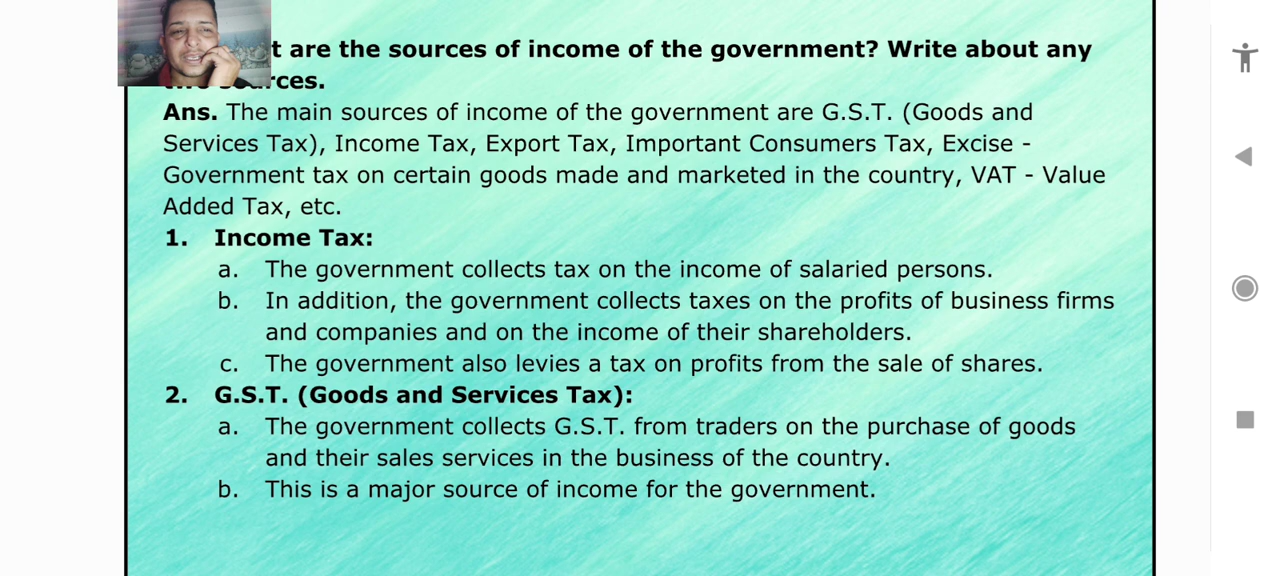 are the sources of income of the government? Write about any
Ans. The main sources of income of the government are G.S.T. (Goods and
Services Tax), Income Tax, Export Tax, Important Consumers Tax, Excise -
Government tax on certain goods made and marketed in the country, VAT - Value
Added Tax, etc.
1. Income Tax:
a. The government collects tax on the income of salaried persons.
b. In addition, the government collects taxes on the profits of business firms
and companies and on the income of their shareholders.
c. The government also levies a tax on profits from the sale of shares.
2. G.S.T. (Goods and Services Tax):
a. The government collects G.S.T. from traders on the purchase of goods
and their sales services in the business of the country.
b. This is a major source of income for the government.